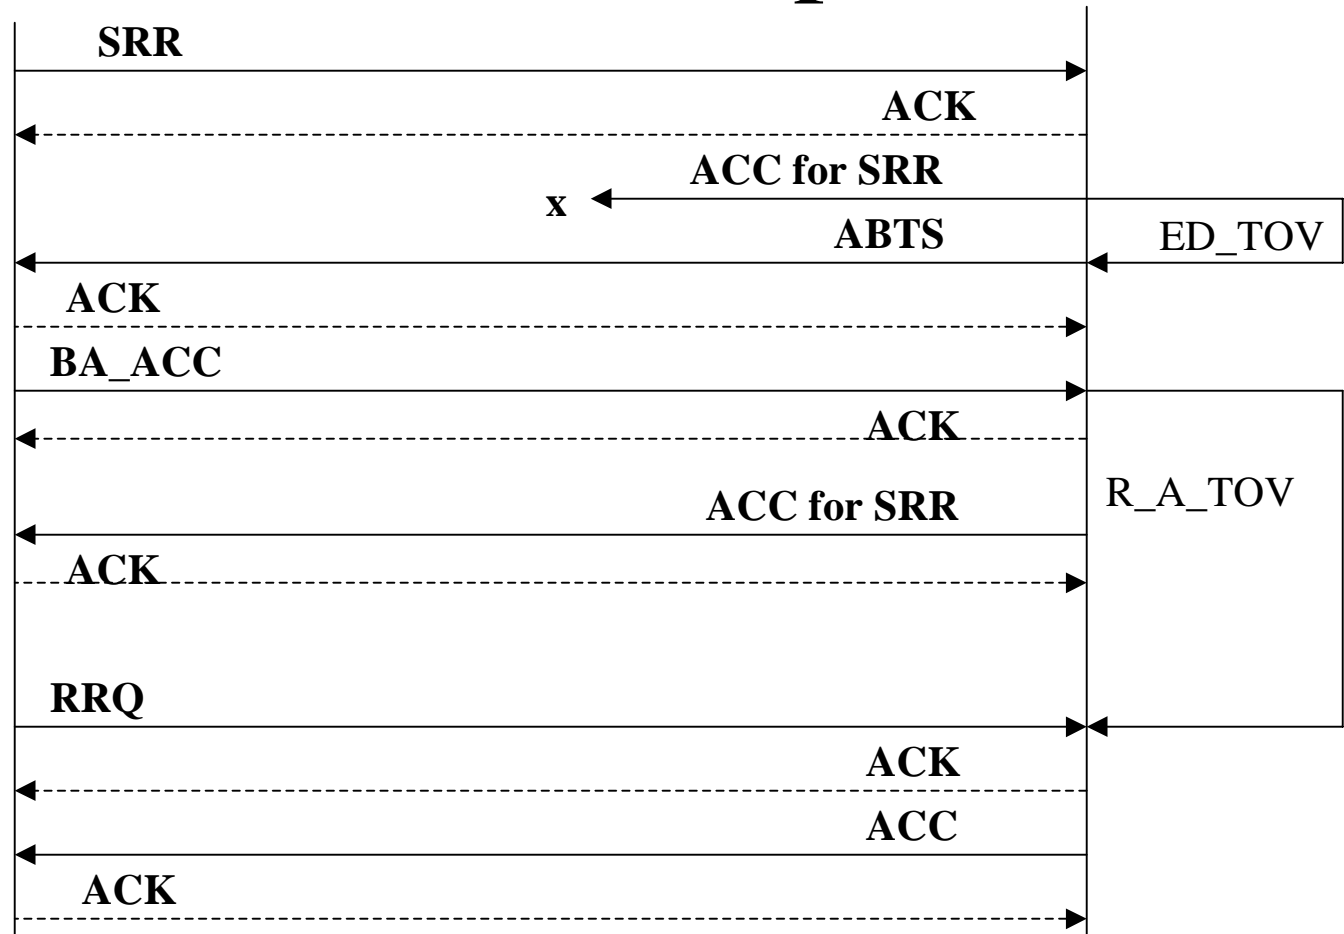 SRR
ACK
ACC for SRR
x
ABTS
ED_TOV
ACK
BA_ACC
ACK
R_A_TOV
ACC for SRR
ACK
RRQ
ACK
ACC
ACK